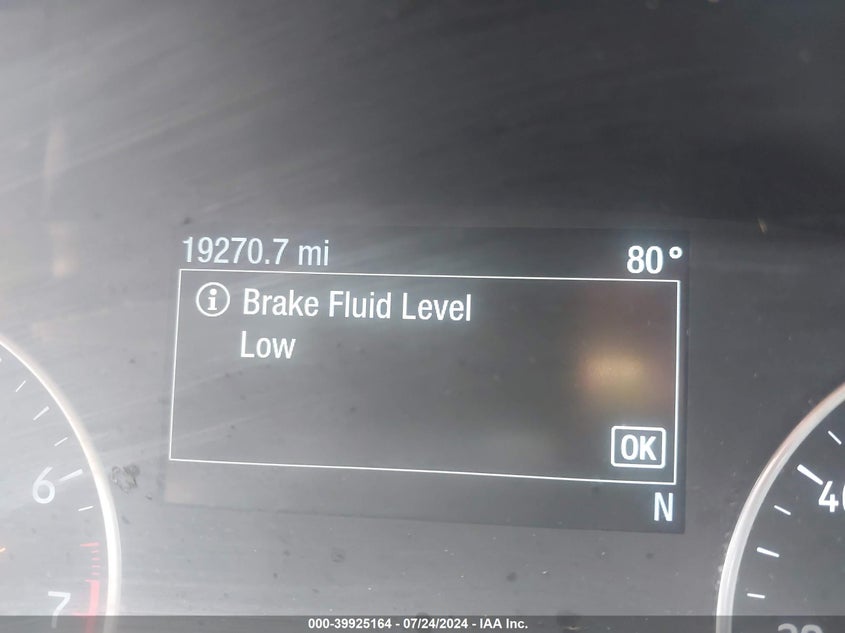 19270.7 mi 80°
i Brake Fluid Level
Low
OK
N
6
7
000-39925164 - 07/24/2024 - IAA Inc.